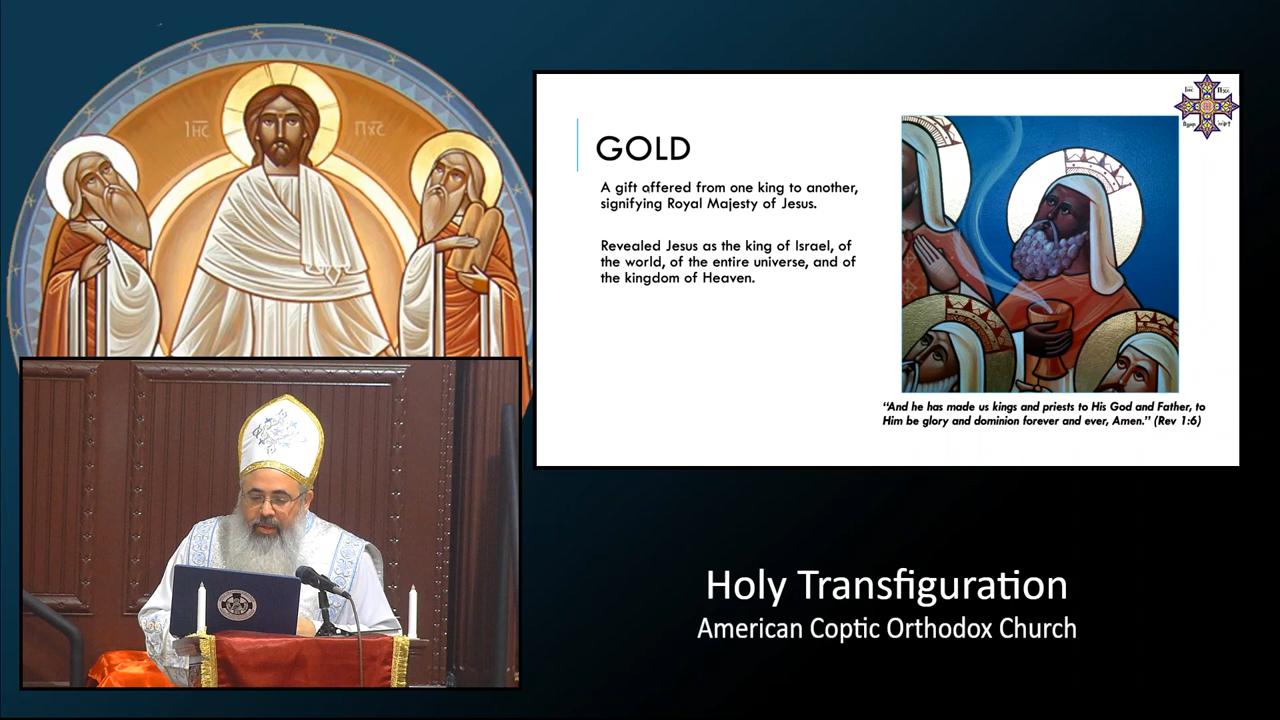 IHC ΠΧC
GOLD
A gift offered from one king to another,
signifying Royal Majesty of Jesus.
Revealed Jesus as the king of Israel, of
the world, of the entire universe, and of
the kingdom of Heaven.
“And he has made us kings and priests to His God and Father, to
Him be glory and dominion forever and ever, Amen.” (Rev 1:6)
Holy Transfiguration
American Coptic Orthodox Church